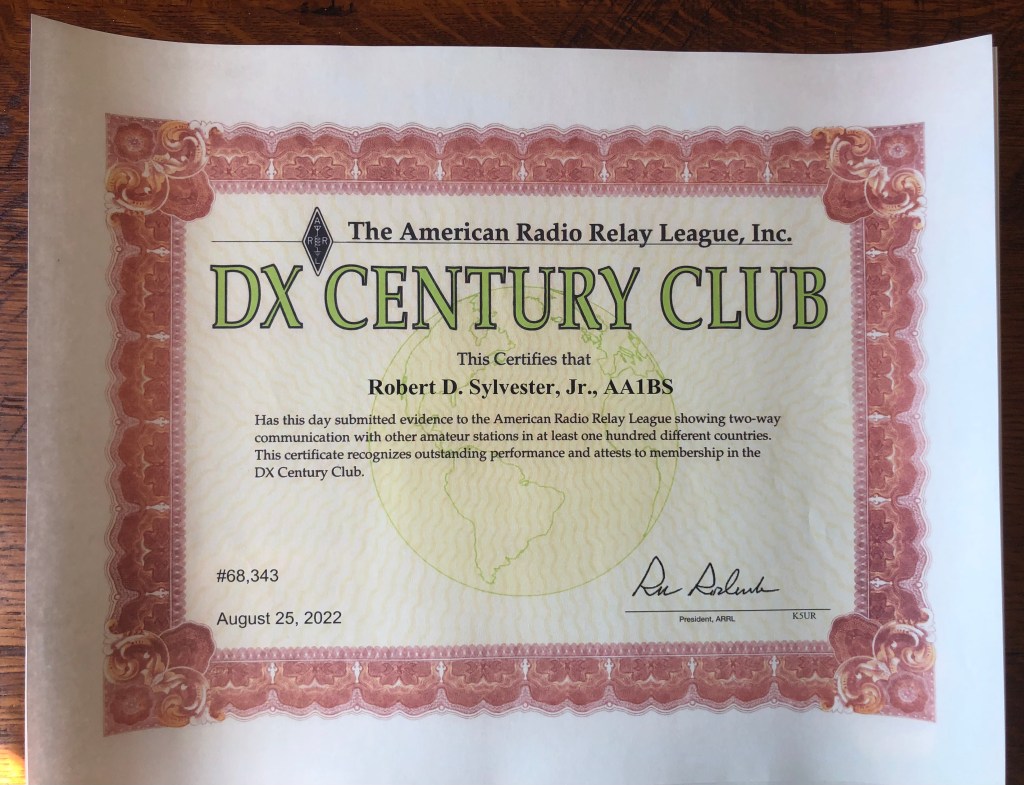 The American Radio Relay League, Inc.
ARRL
DX CENTURY CLUB
This Certifies that
Robert D. Sylvester, Jr., AA1BS
Has this day submitted evidence to the American Radio Relay League showing two-way
communication with other amateur stations in at least one hundred different countries.
This certificate recognizes outstanding performance and attests to membership in the
DX Century Club.
#68,343
August 25, 2022
President, ARRL
K5UR